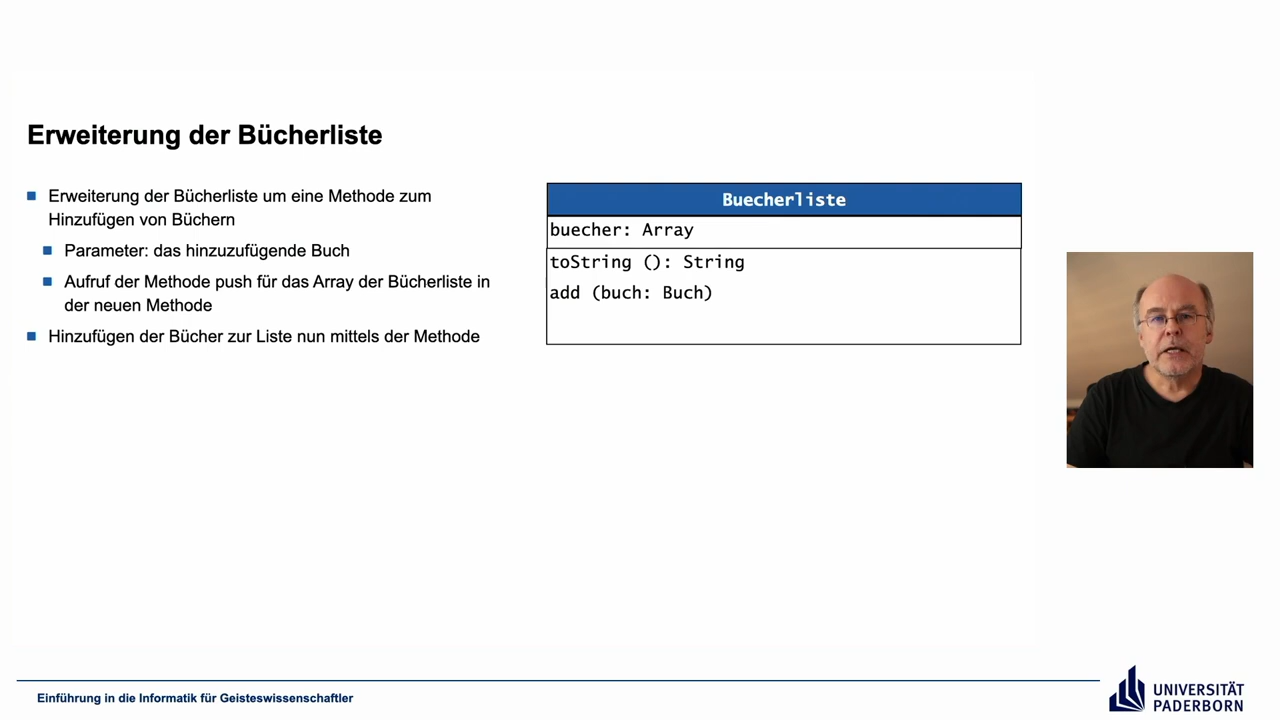 Erweiterung der Bücherliste
Erweiterung der Bücherliste um eine Methode zum
Hinzufügen von Büchern
Parameter: das hinzuzufügende Buch
Aufruf der Methode push für das Array der Bücherliste in
der neuen Methode
Hinzufügen der Bücher zur Liste nun mittels der Methode
Buecherliste
buecher: Array
toString (): String
add (buch: Buch)
Einführung in die Informatik für Geisteswissenschaftler
UNIVERSITÄT
PADERBORN